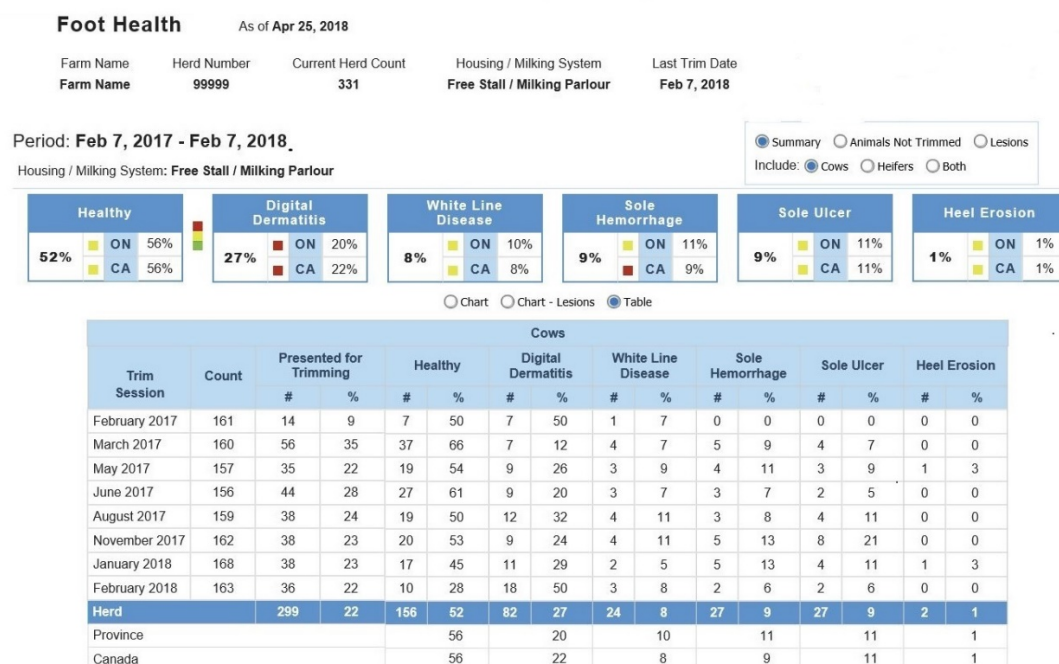 Foot Health As of Apr 25, 2018
Farm Name Herd Number Current Herd Count Housing / Milking System Last Trim Date
Farm Name 99999 331 Free Stall / Milking Parlour Feb 7, 2018
Period: Feb 7, 2017 - Feb 7, 2018
Summary Animals Not Trimmed Lesions
Housing / Milking System: Free Stall / Milking Parlour
Include: Cows Heifers Both
Healthy
52% ON 56%
CA 56%
Digital
Dermatitis
27% ON 20%
CA 22%
White Line
Disease
8% ON 10%
CA 8%
Sole
Hemorrhage
9% ON 11%
CA 9%
Sole Ulcer
9% ON 11%
CA 11%
Heel Erosion
1% ON 1%
CA 1%
Chart Chart - Lesions Table
Cows
Trim Session Count Presented for Trimming Healthy Digital Dermatitis White Line Disease Sole Hemorrhage Sole Ulcer Heel Erosion
# % # % # % # % # % # % # %
February 2017 161 14 9 7 50 7 50 1 7 0 0 0 0 0 0
March 2017 160 56 35 37 66 7 12 4 7 5 9 4 7 0 0
May 2017 157 35 22 19 54 9 26 3 9 4 11 3 9 1 3
June 2017 156 44 28 27 61 9 20 3 7 3 7 2 5 0 0
August 2017 159 38 24 19 50 12 32 4 11 3 8 4 11 0 0
November 2017 162 38 23 20 53 9 24 4 11 5 13 8 21 0 0
January 2018 168 38 23 17 45 11 29 2 5 5 13 4 11 1 3
February 2018 163 36 22 10 28 18 50 3 8 2 6 2 6 0 0
Herd 299 22 156 52 82 27 24 8 27 9 27 9 2 1
Province 56 20 10 11 11 1
Canada 56 22 8 9 11 1